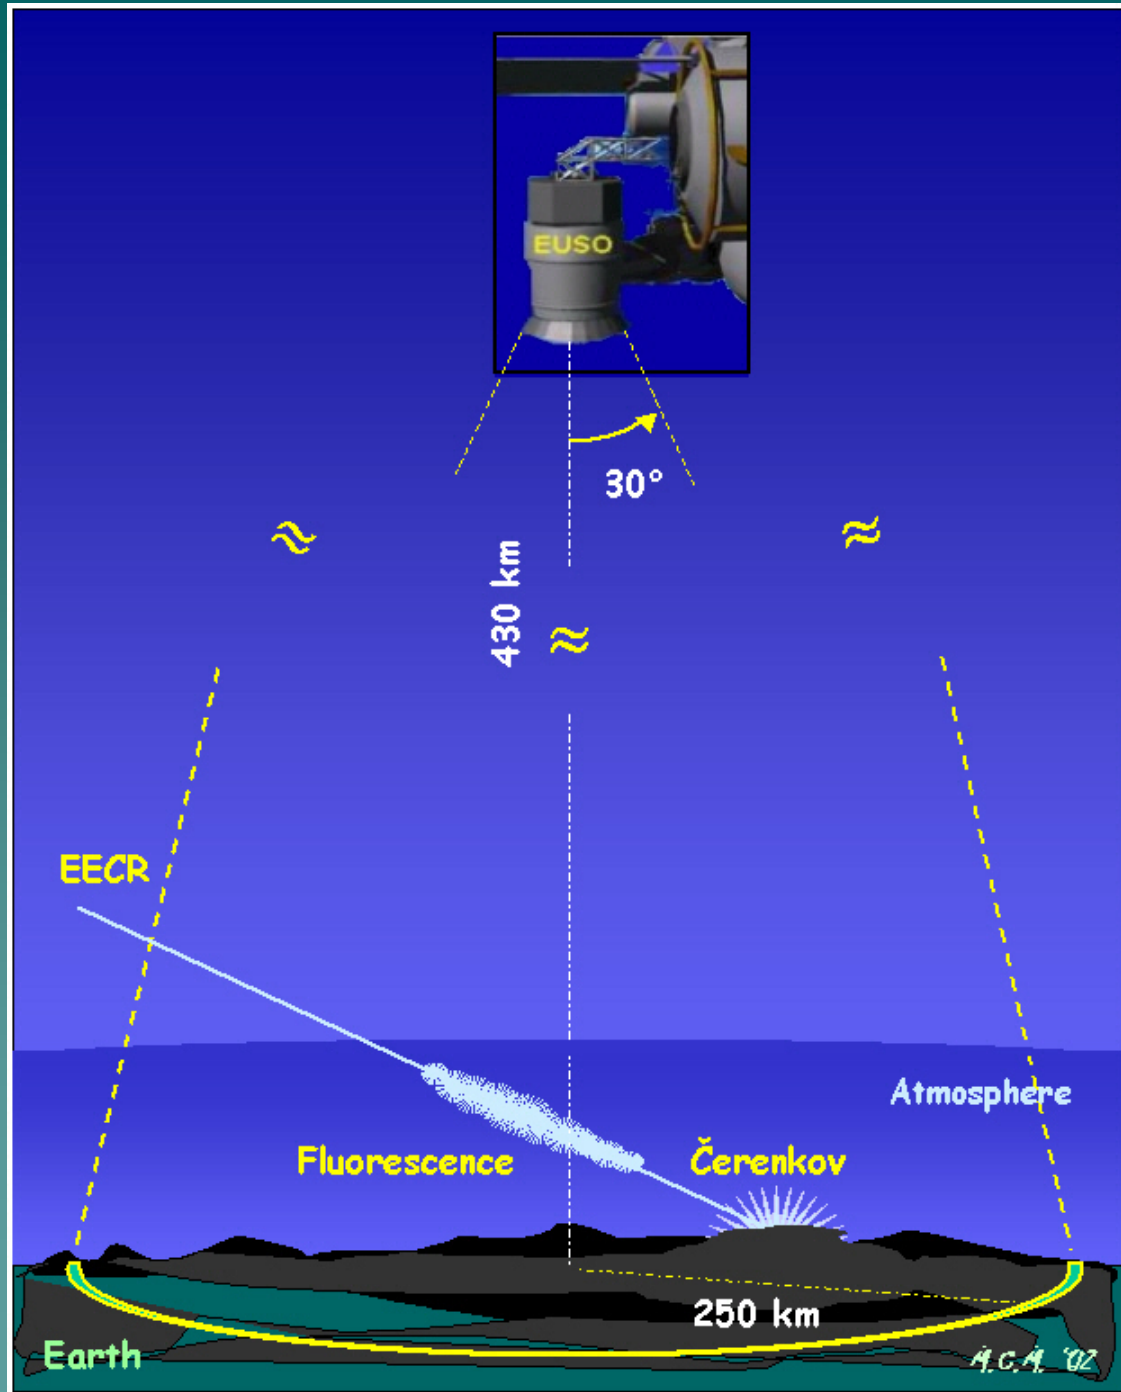 EUSO
30°
430 km
EECR
Atmosphere
Fluorescence
Čerenkov
250 km
Earth
A.C.A. '02